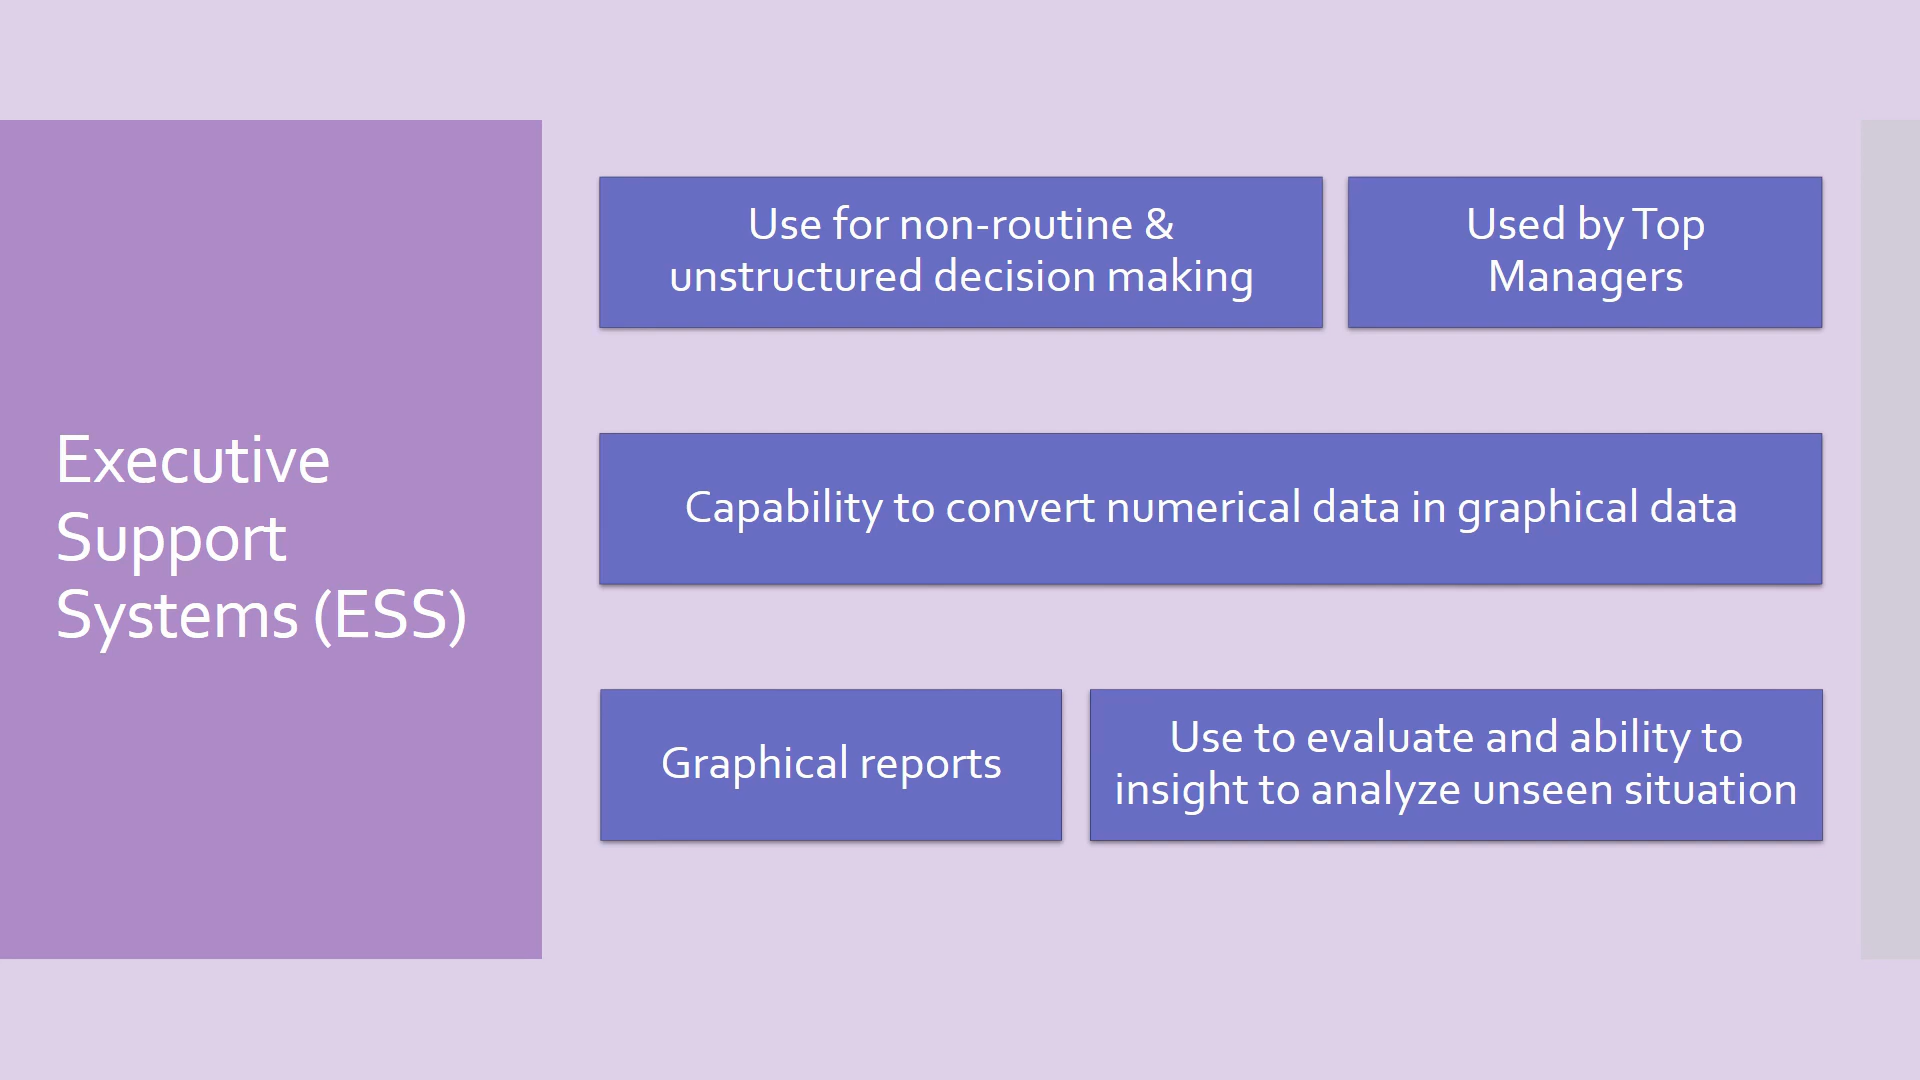 Executive
Support
Systems (ESS)
Use for non-routine &
unstructured decision making
Used by Top
Managers
Capability to convert numerical data in graphical data
Graphical reports
Use to evaluate and ability to
insight to analyze unseen situation